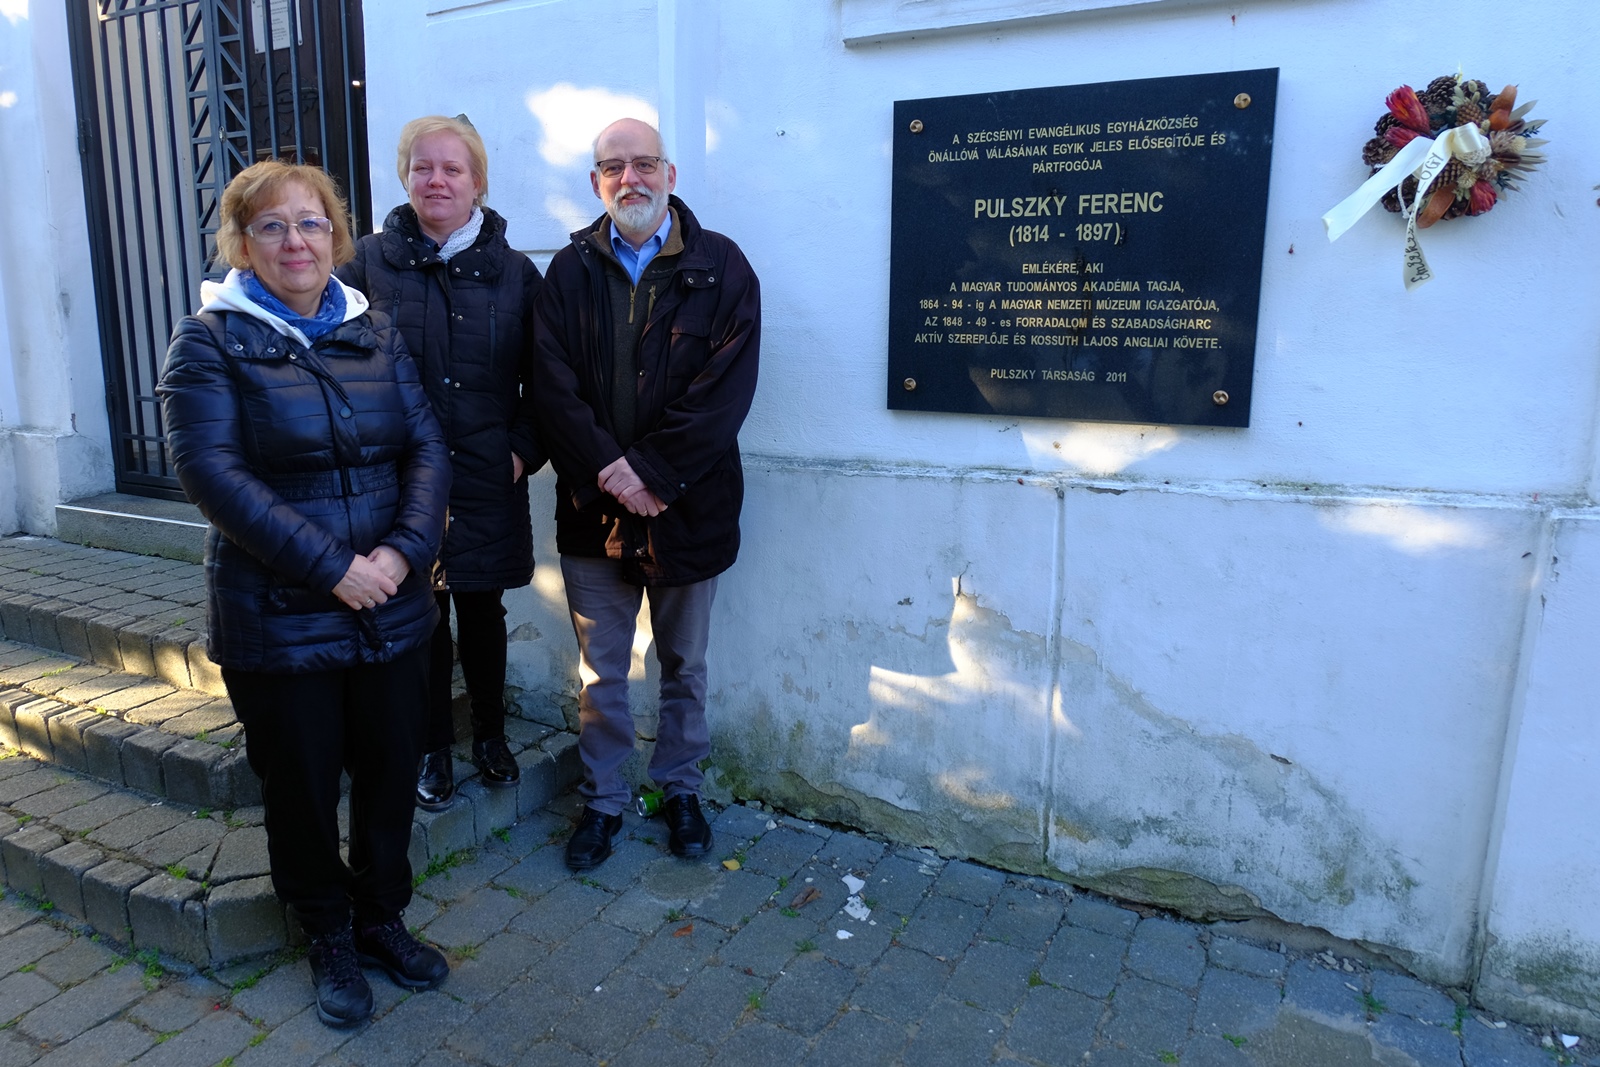 A SZÉCSÉNYI EVANGÉLIKUS EGYHÁZKÖZSÉG
ÖNÁLLÓVÁ VÁLÁSÁNAK EGYIK JELES ELŐSEGÍTŐJE ÉS
PÁRTFOGÓJA
PULSZKY FERENC
(1814 - 1897)
EMLÉKÉRE, AKI
A MAGYAR TUDOMÁNYOS AKADÉMIA TAGJA,
1864 - 94 - ig A MAGYAR NEMZETI MÚZEUM IGAZGATÓJA,
AZ 1848 - 49 - es FORRADALOM ÉS SZABADSÁGHARC
AKTÍV SZEREPLŐJE ÉS KOSSUTH LAJOS ANGLIAI KÖVETE.
PULSZKY TÁRSASÁG 2011